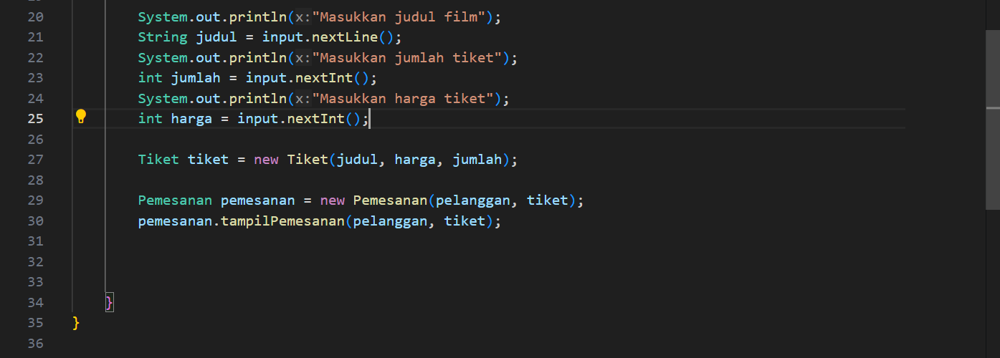 20 System.out.println(x:"Masukkan judul film");
21 String judul = input.nextLine();
22 System.out.println(x:"Masukkan jumlah tiket");
23 int jumlah = input.nextInt();
24 System.out.println(x:"Masukkan harga tiket");
25 int harga = input.nextInt();
26
27 Tiket tiket = new Tiket(judul, harga, jumlah);
28
29 Pemesanan pemesanan = new Pemesanan(pelanggan, tiket);
30 pemesanan.tampilPemesanan(pelanggan, tiket);
31
32
33
34 }
35 }
36